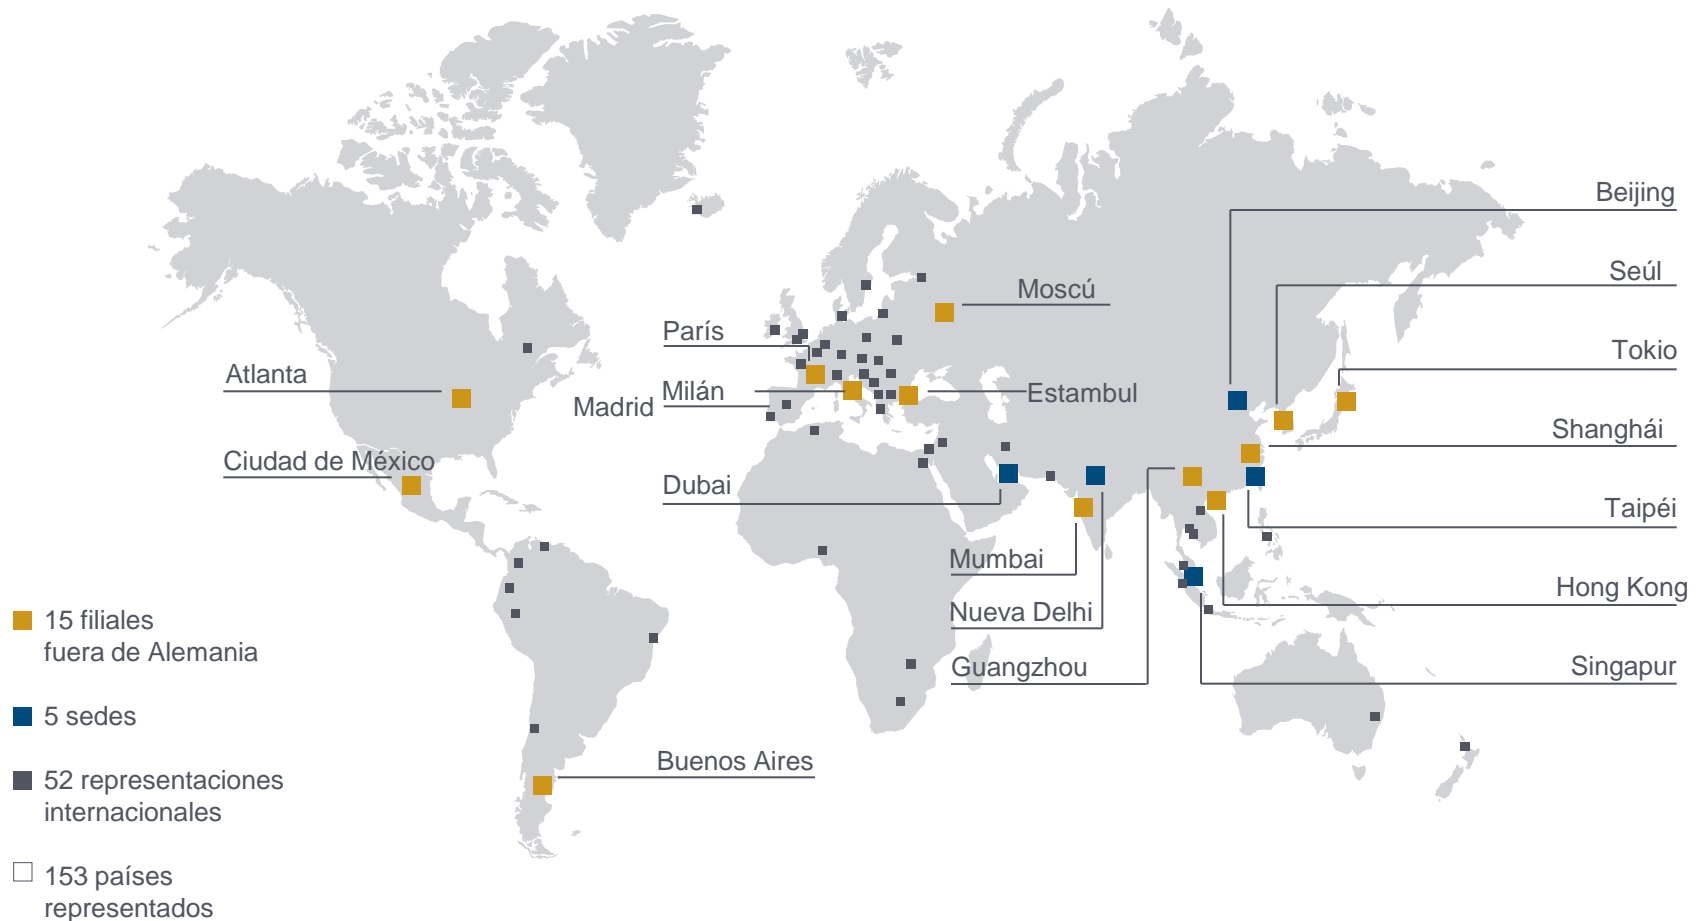 Beijing
Seúl
Moscú
París
Tokio
Atlanta
Milán
Estambul
Madrid
Shanghái
Ciudad de México
Dubai
Taipéi
Mumbai
Hong Kong
Nueva Delhi
15 filiales
fuera de Alemania
Guangzhou
Singapur
5 sedes
Buenos Aires
52 representaciones
internacionales
153 países
representados